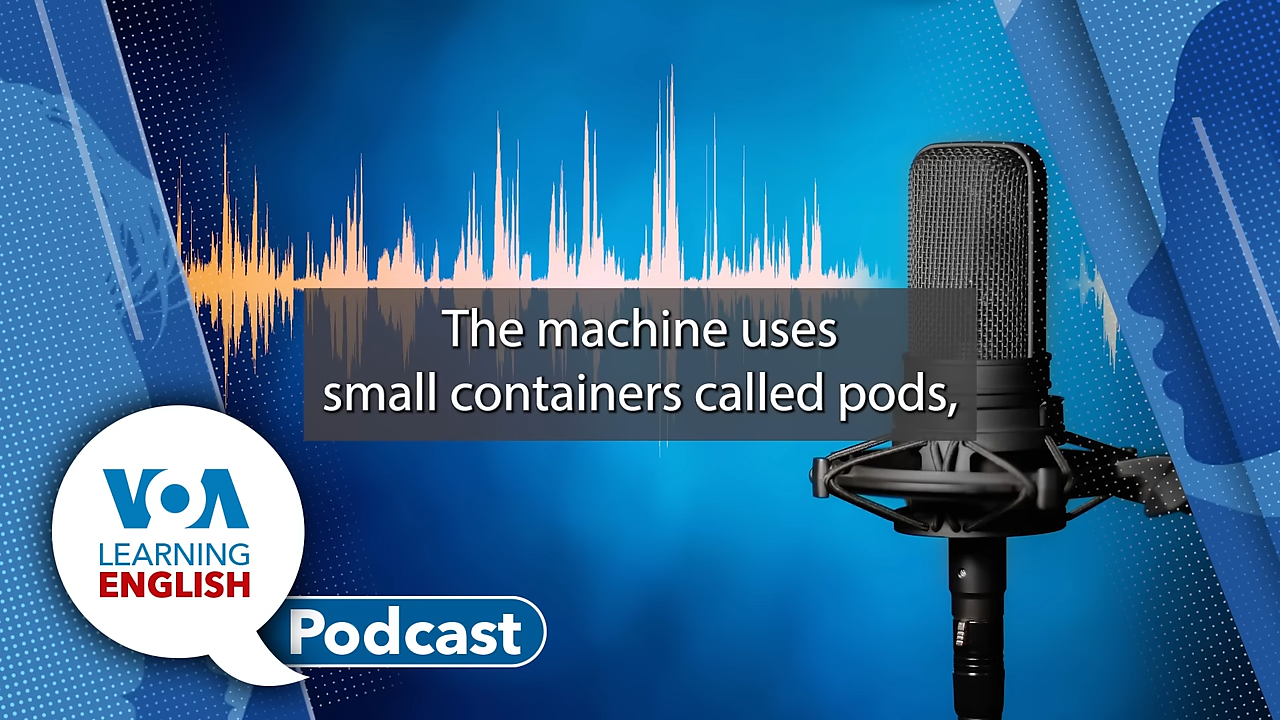 The machine uses
small containers called pods,
VOA
LEARNING
ENGLISH
Podcast